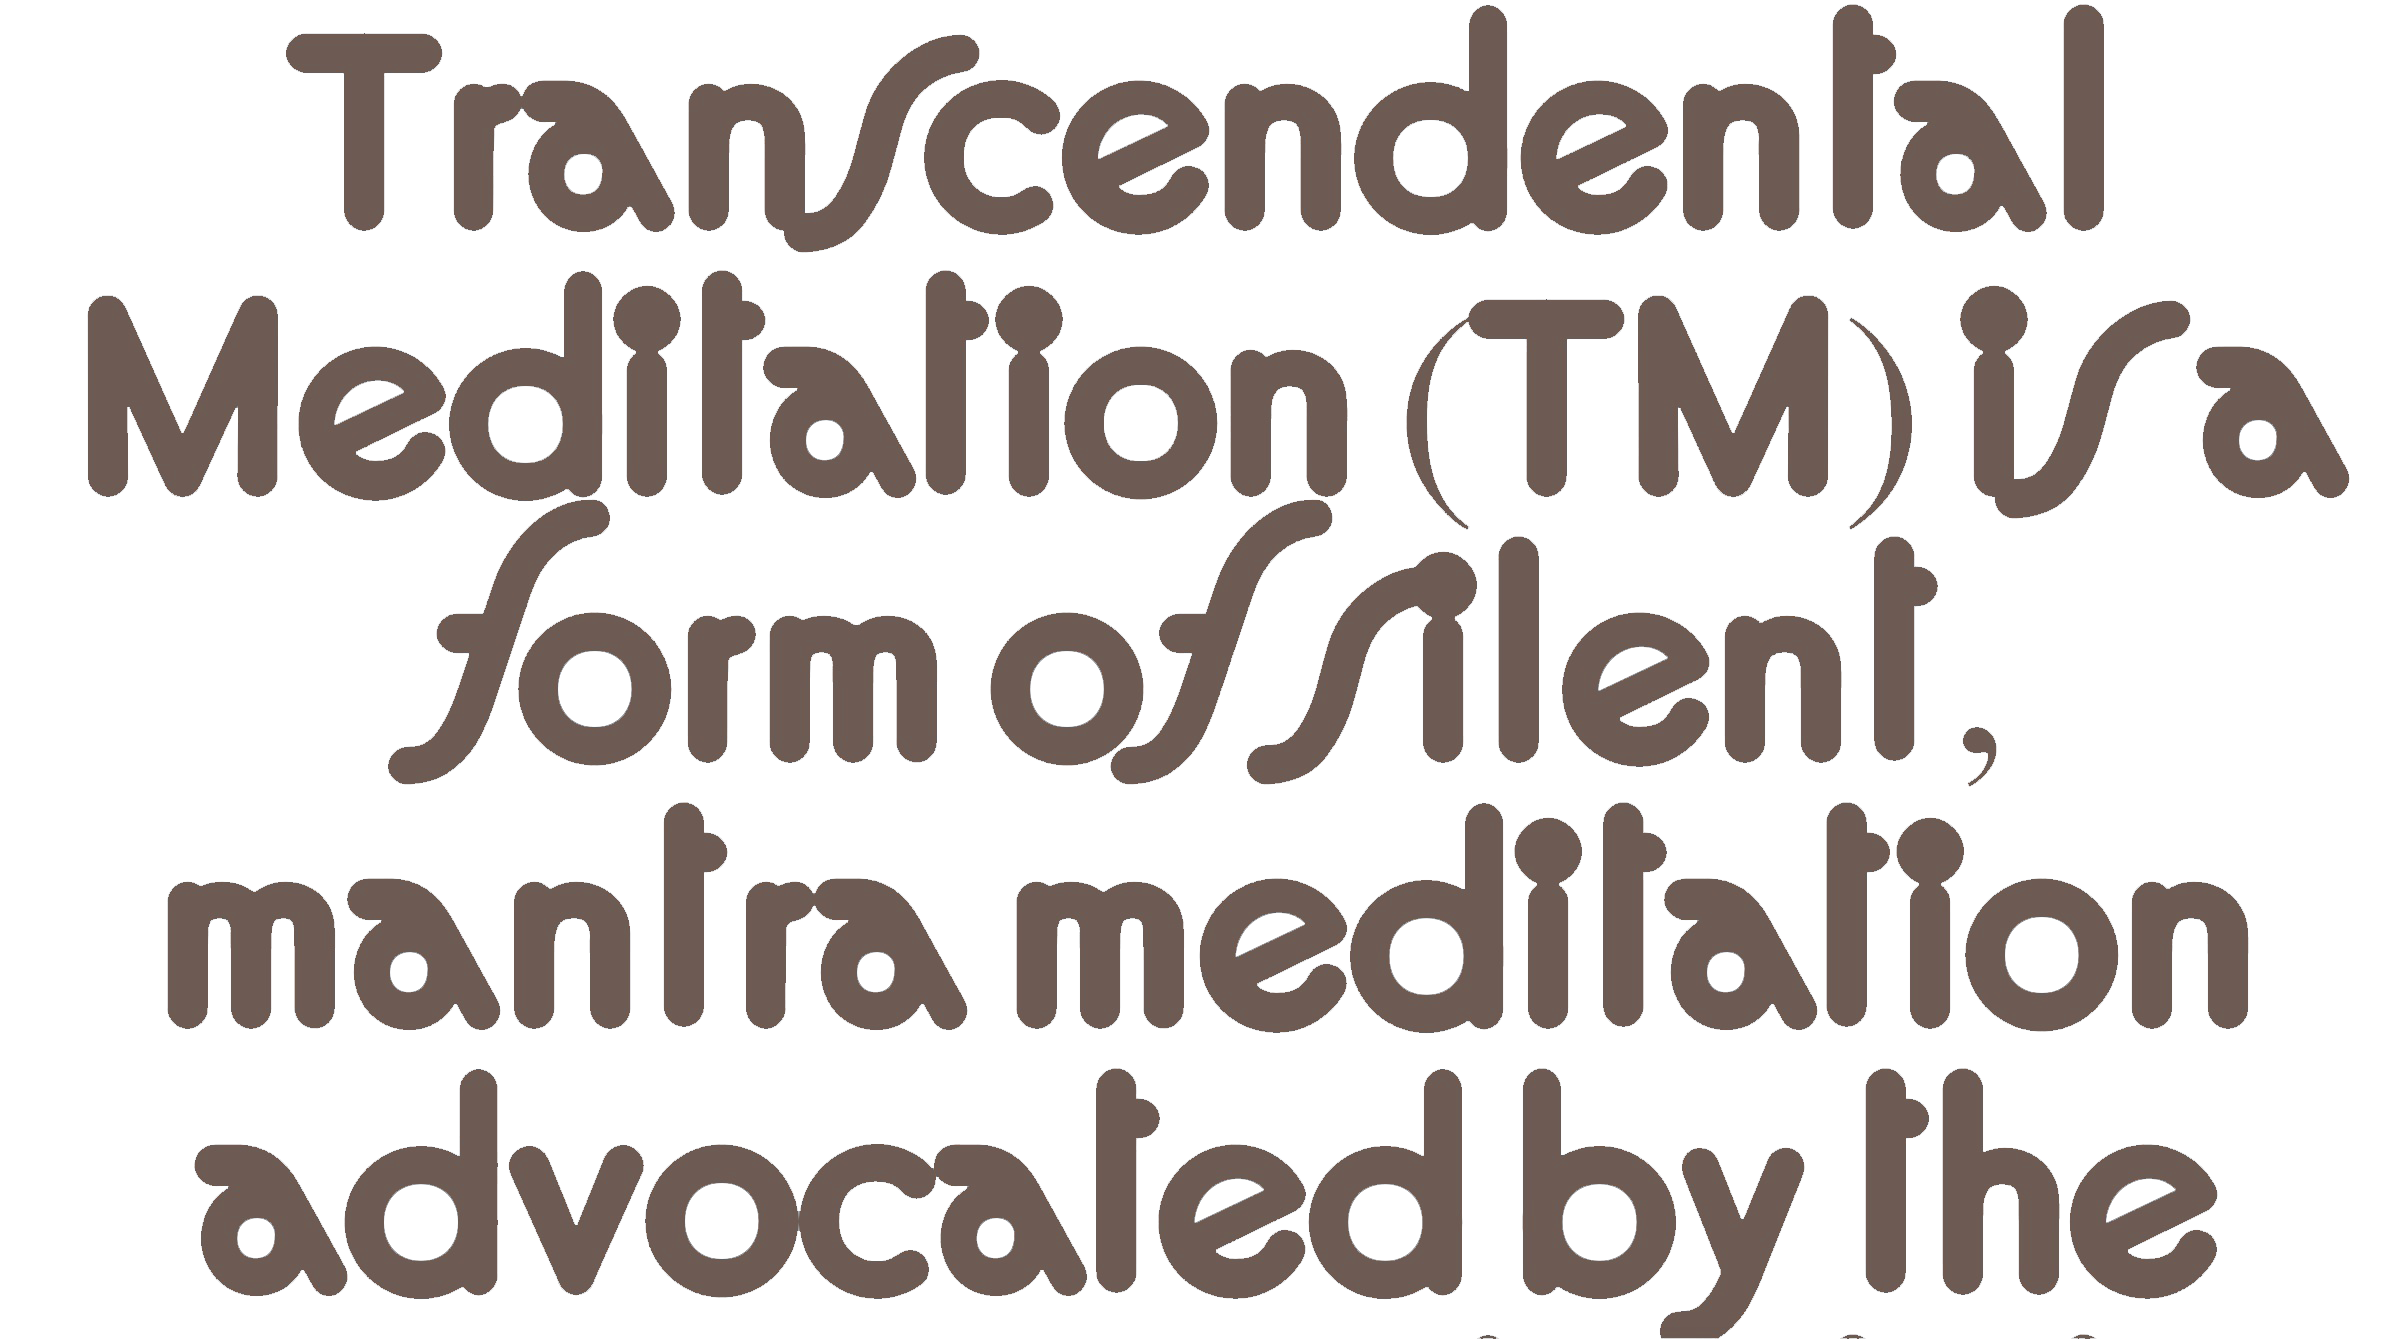 Transcendental
Meditation (TM) is a
form of silent,
mantra meditation
advocated by the